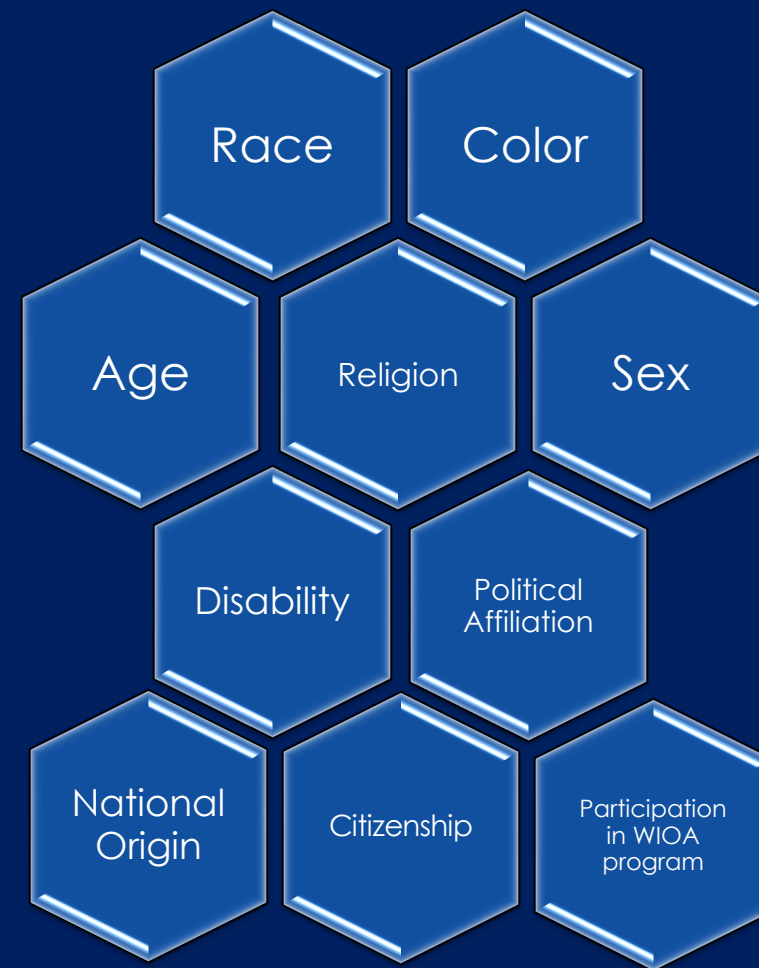 Race
Color
Age
Religion
Sex
Disability
Political
Affiliation
National
Origin
Citizenship
Participation
in WIOA
program